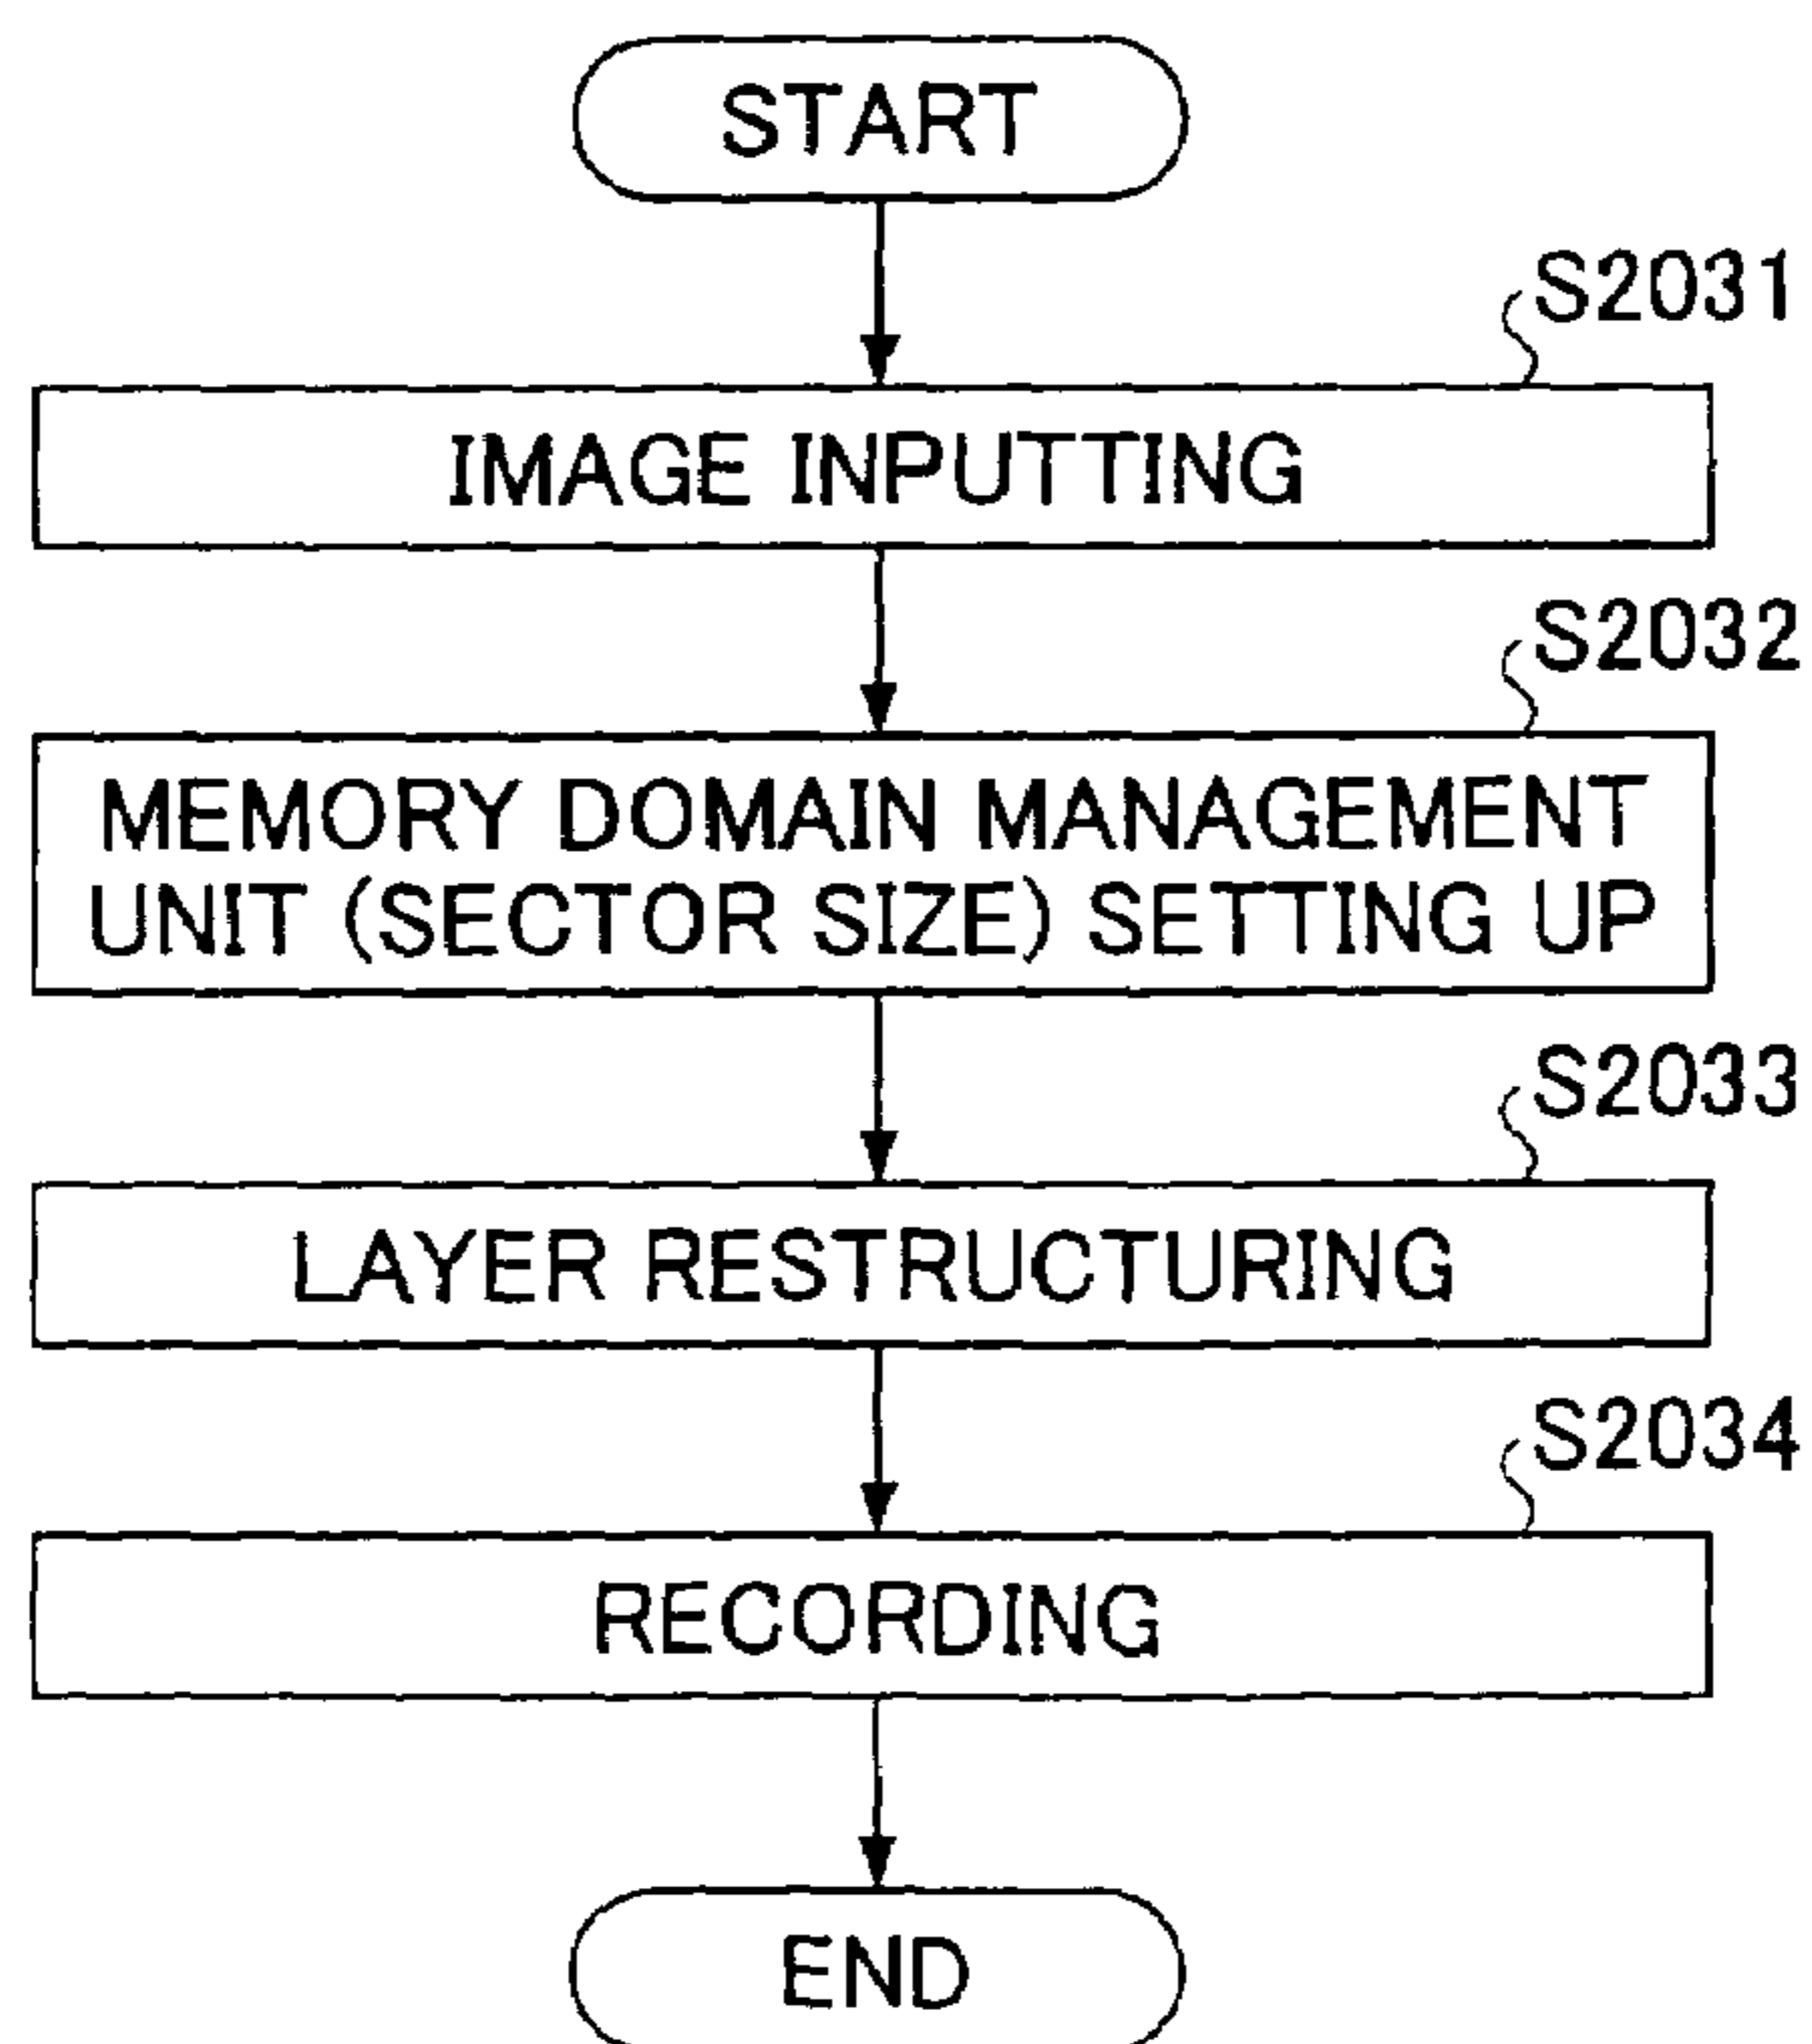 START
S2031
IMAGE INPUTTING
S2032
MEMORY DOMAIN MANAGEMENT
UNIT (SECTOR SIZE) SETTING UP
S2033
LAYER RESTRUCTURING
S2034
RECORDING
END